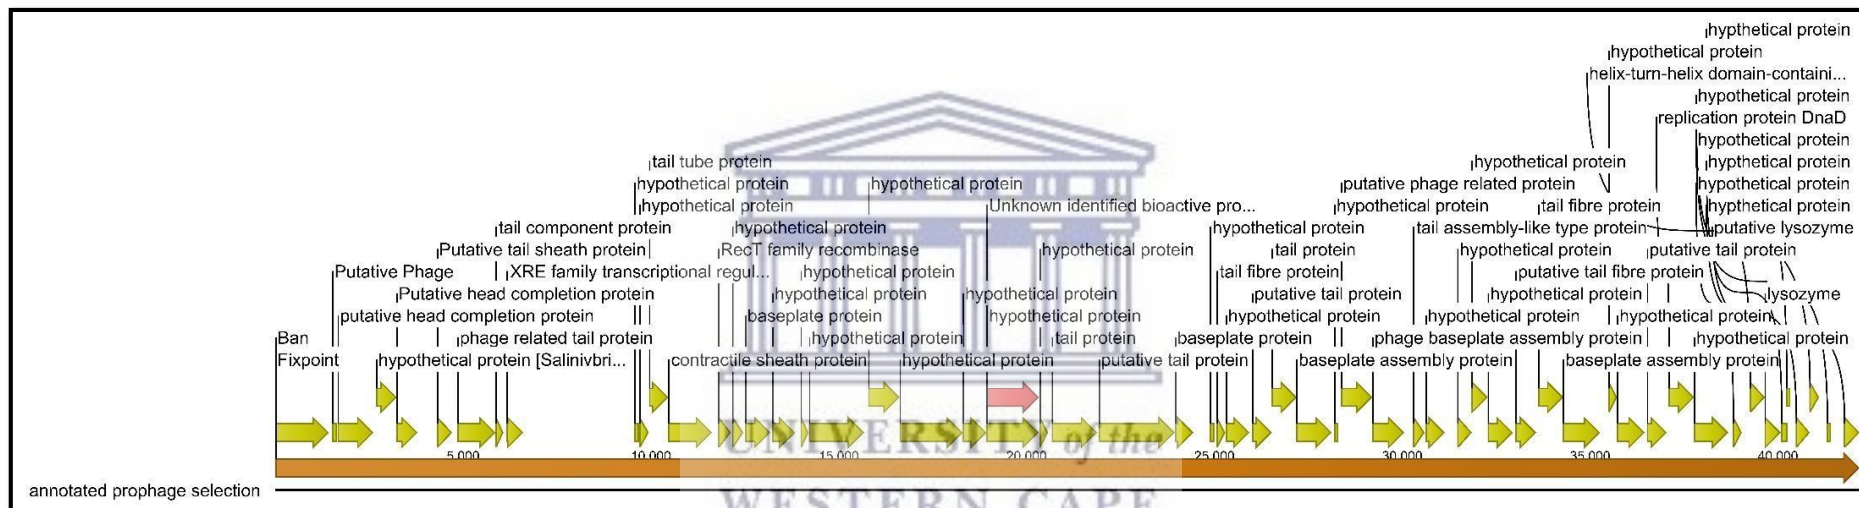 hypthetical protein
hypothetical protein
helix-turn-helix domain-containi...
hypothetical protein
replication protein DnaD
hypothetical protein
tail tube protein
hypothetical protein
hypthetical protein
hypothetical protein
hypothetical protein
putative phage related protein
hypothetical protein
hypothetical protein
Unknown identified bioactive pro...
hypothetical protein
tail fibre protein
hypthetical protein
tail component protein
hypothetical protein
hypothetical protein
tail assembly-like type protein
putative lysozyme
Putative tail sheath protein
RecT family recombinase
hypothetical protein
tail protein
hypothetical protein
putative tail protein
Putative Phage
XRE family transcriptional regul...
hypothetical protein
tail fibre protein
putative tail fibre protein
Putative head completion protein
hypothetical protein
hypothetical protein
putative tail protein
hypothetical protein
lysozyme
putative head completion protein
baseplate protein
hypothetical protein
hypothetical protein
hypothetical protein
hypothetical protein
Ban
phage related tail protein
hypothetical protein
tail protein
baseplate protein
phage baseplate assembly protein
hypothetical protein
Fixpoint
hypothetical protein [Salinivbri...
contractile sheath protein
hypothetical protein
putative tail protein
baseplate assembly protein
baseplate assembly protein
UNIVERSITY of the
5,000 10,000 15,000 20,000 25,000 30,000 35,000 40,000
annotated prophage selection
WESTERN CAPE